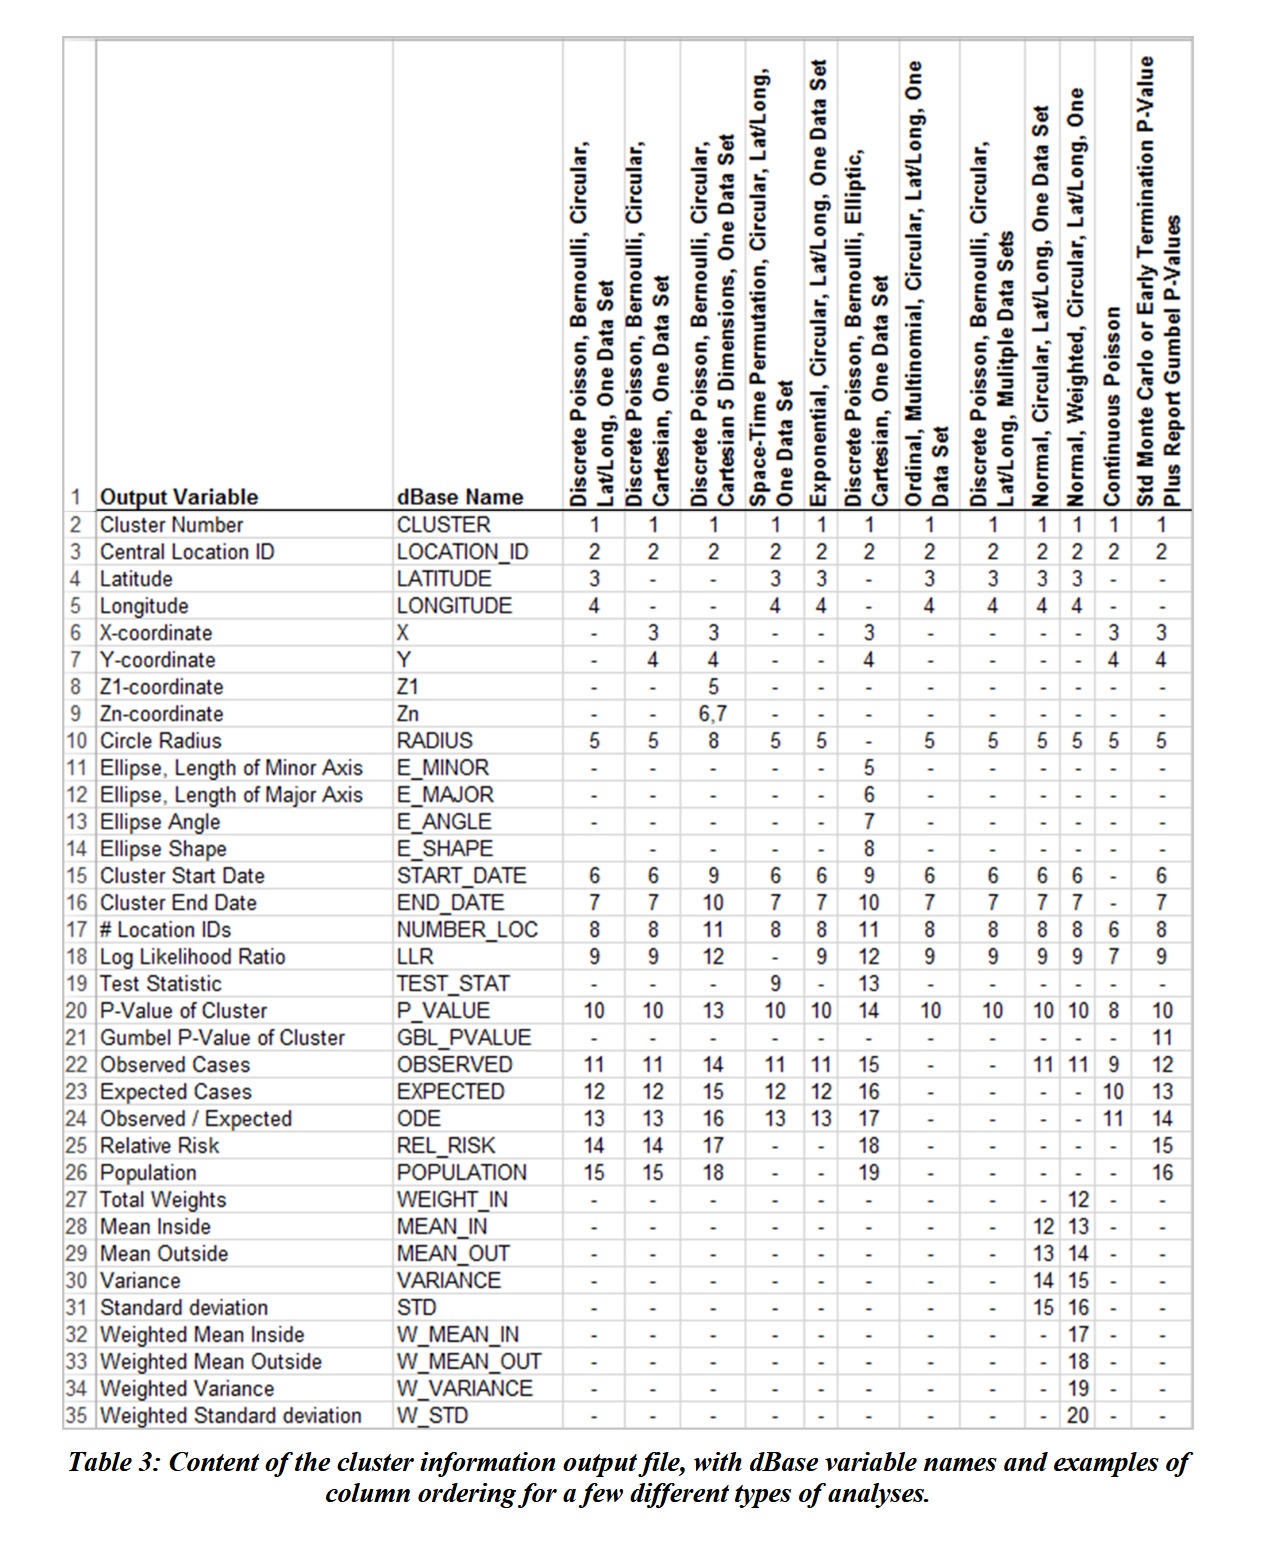 1 Output Variable dBase Name Discrete Poisson, Bernoulli, Circular, Lat/Long, One Data Set Discrete Poisson, Bernoulli, Circular, Cartesian, One Data Set Discrete Poisson, Bernoulli, Circular, Cartesian 5 Dimensions, One Data Set Space-Time Permutation, Circular, Lat/Long, One Data Set Exponential, Circular, Lat/Long, One Data Set Discrete Poisson, Bernoulli, Elliptic, Cartesian, One Data Set Ordinal, Multinomial, Circular, Lat/Long, One Data Set Discrete Poisson, Bernoulli, Circular, Lat/Long, Mulitple Data Sets Normal, Circular, Lat/Long, One Data Set Normal, Weighted, Circular, Lat/Long, One Continuous Poisson Std Monte Carlo or Early Termination P-Value Plus Report Gumbel P-Values
2 Cluster Number CLUSTER 1 1 1 1 1 1 1 1 1 1 1 1
3 Central Location ID LOCATION_ID 2 2 2 2 2 2 2 2 2 2 2 2
4 Latitude LATITUDE 3 - - 3 3 - 3 3 3 3 - -
5 Longitude LONGITUDE 4 - - 4 4 - 4 4 4 4 - -
6 X-coordinate X - 3 3 - - 3 - - - - 3 3
7 Y-coordinate Y - 4 4 - - 4 - - - - 4 4
8 Z1-coordinate Z1 - - 5 - - - - - - - - -
9 Zn-coordinate Zn - - 6,7 - - - - - - - - -
10 Circle Radius RADIUS 5 5 8 5 5 - 5 5 5 5 5 5
11 Ellipse, Length of Minor Axis E_MINOR - - - - - 5 - - - - - -
12 Ellipse, Length of Major Axis E_MAJOR - - - - - 6 - - - - - -
13 Ellipse Angle E_ANGLE - - - - - 7 - - - - - -
14 Ellipse Shape E_SHAPE - - - - 8 - - - - - -
15 Cluster Start Date START_DATE 6 6 9 6 6 9 6 6 6 6 - 6
16 Cluster End Date END_DATE 7 7 10 7 7 10 7 7 7 7 - 7
17 # Location IDs NUMBER_LOC 8 8 11 8 8 11 8 8 8 8 6 8
18 Log Likelihood Ratio LLR 9 9 12 - 9 12 9 9 9 9 7 9
19 Test Statistic TEST_STAT - - - 9 - 13 - - - - - -
20 P-Value of Cluster P_VALUE 10 10 13 10 10 14 10 10 10 10 8 10
21 Gumbel P-Value of Cluster GBL_PVALUE - - - - - - - - - - - 11
22 Observed Cases OBSERVED 11 11 14 11 11 15 - - 11 11 9 12
23 Expected Cases EXPECTED 12 12 15 12 12 16 - - - - 10 13
24 Observed / Expected ODE 13 13 16 13 13 17 - - - - 11 14
25 Relative Risk REL_RISK 14 14 17 - - 18 - - - - - 15
26 Population POPULATION 15 15 18 - - 19 - - - - - 16
27 Total Weights WEIGHT_IN - - - - - - - - - 12 - -
28 Mean Inside MEAN_IN - - - - - - - - 12 13 - -
29 Mean Outside MEAN_OUT - - - - - - - - 13 14 - -
30 Variance VARIANCE - - - - - - - - 14 15 - -
31 Standard deviation STD - - - - - - - - 15 16 - -
32 Weighted Mean Inside W_MEAN_IN - - - - - - - - - 17 - -
33 Weighted Mean Outside W_MEAN_OUT - - - - - - - - - 18 - -
34 Weighted Variance W_VARIANCE - - - - - - - - - 19 - -
35 Weighted Standard deviation W_STD - - - - - - - - - 20 - -
Table 3: Content of the cluster information output file, with dBase variable names and examples of
column ordering for a few different types of analyses.